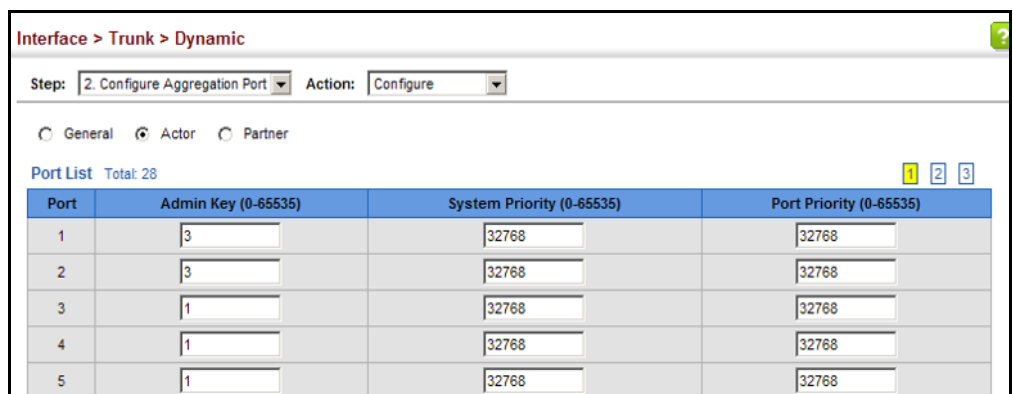 Interface > Trunk > Dynamic
?
Step: 2. Configure Aggregation Port Action: Configure
General Actor Partner
Port List Total: 28 1 2 3
Port Admin Key (0-65535) System Priority (0-65535) Port Priority (0-65535)
1 3 32768 32768
2 3 32768 32768
3 1 32768 32768
4 1 32768 32768
5 1 32768 32768